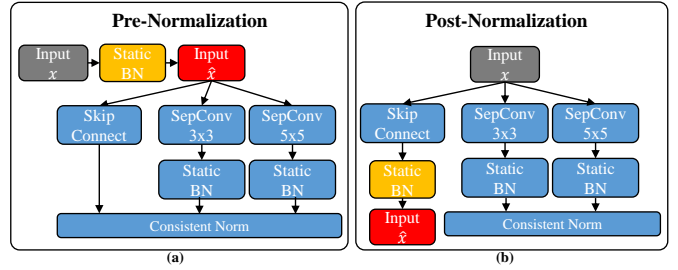 Pre-Normalization
Input
x
Static
BN
Input
x̂
Skip
Connect
SepConv
3x3
SepConv
5x5
Static
BN
Static
BN
Consistent Norm
(a)
Post-Normalization
Input
x
Skip
Connect
SepConv
3x3
SepConv
5x5
Static
BN
Static
BN
Static
BN
Input
x̂
Consistent Norm
(b)